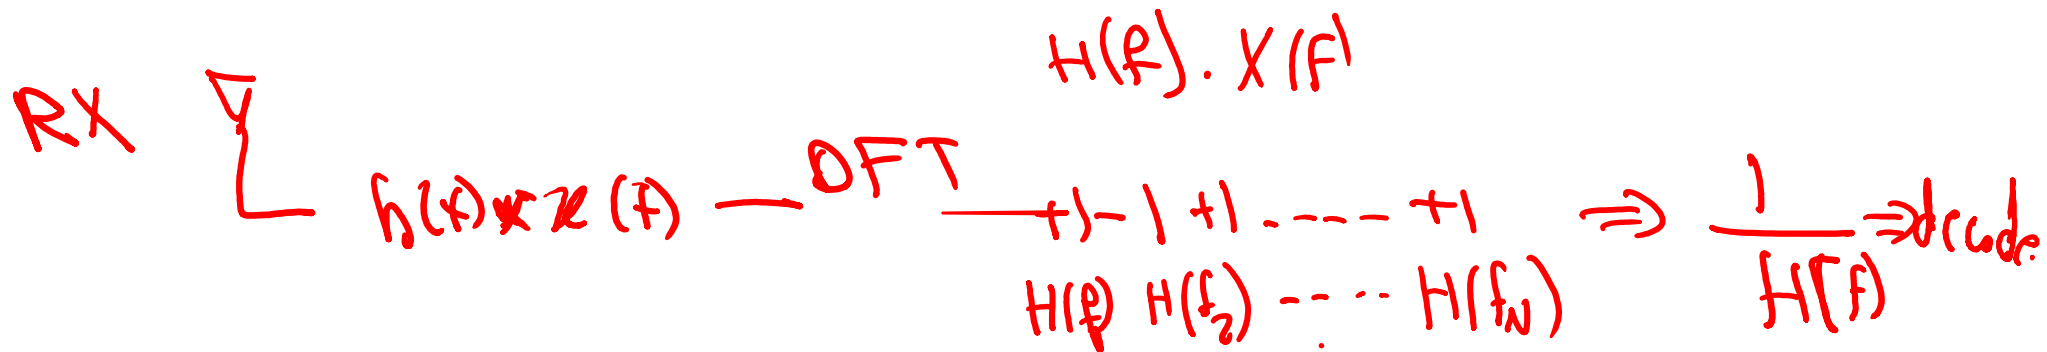 H(f) . X(F)
RX h(t) * x(t) — DFT — +1 -1 +1 ------ +1 ⇒ 1 / H(f) ⇒ decode.
H(f) H(f2) ----- H(fN)